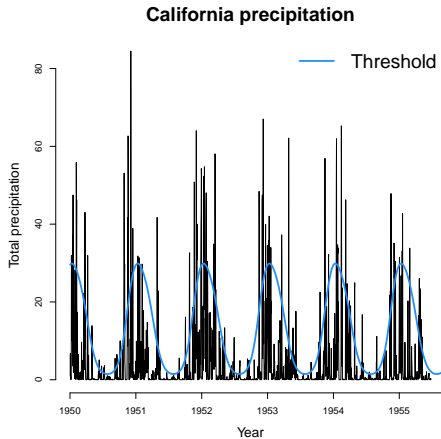 California precipitation
Threshold
Total precipitation
80
60
40
20
0
1950 1951 1952 1953 1954 1955
Year